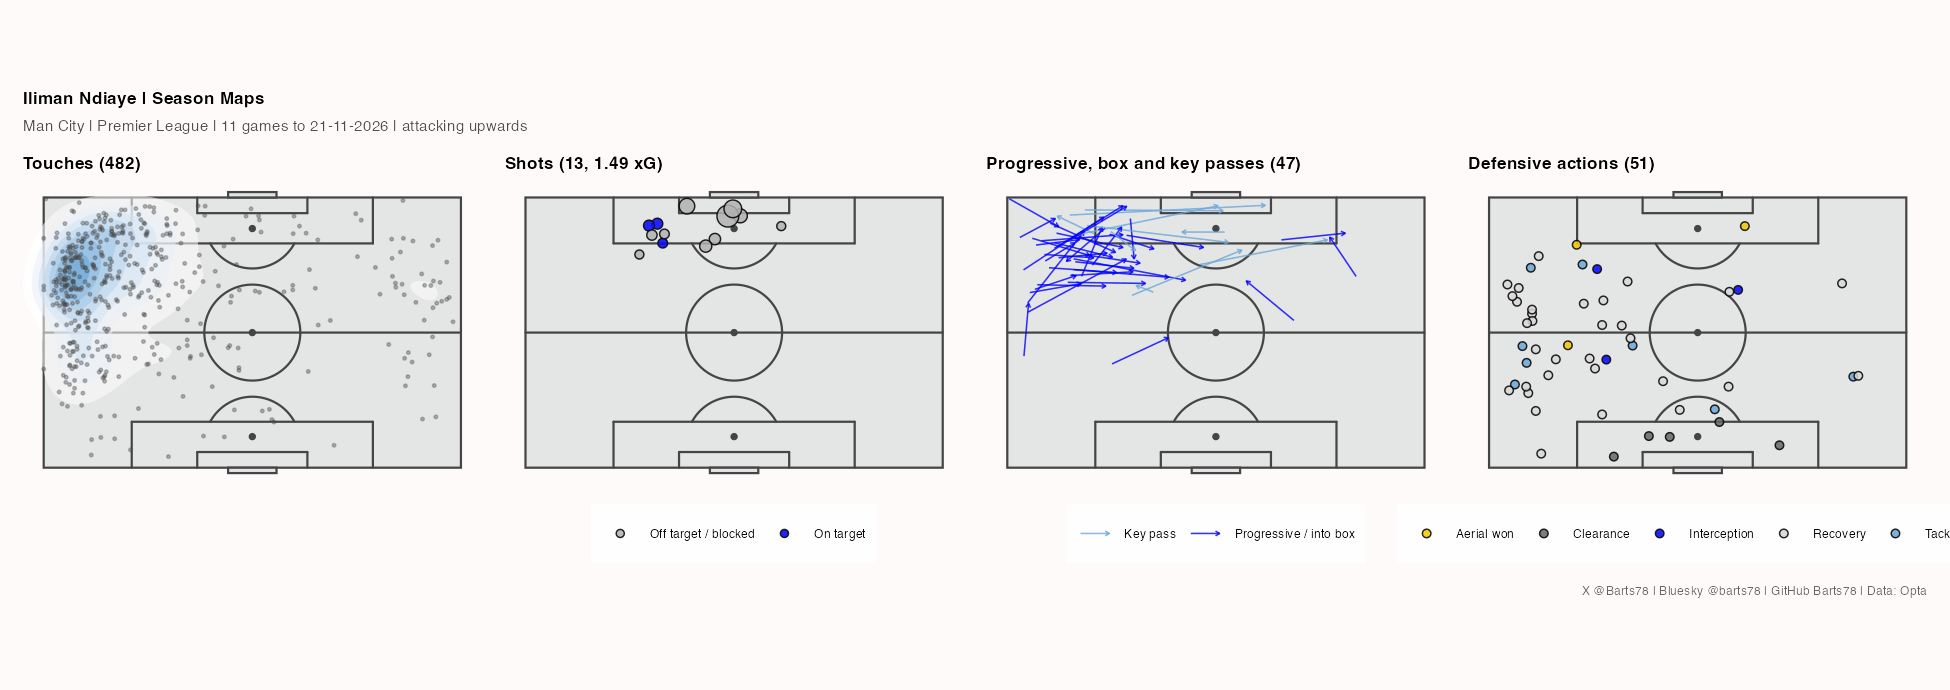 Iliman Ndiaye | Season Maps
Man City | Premier League | 11 games to 21-11-2026 | attacking upwards
Touches (482)
Shots (13, 1.49 xG)
Progressive, box and key passes (47)
Defensive actions (51)
Off target / blocked
On target
Key pass
Progressive / into box
Aerial won
Clearance
Interception
Recovery
Tack
X @Barts78 | Bluesky @barts78 | GitHub Barts78 | Data: Opta